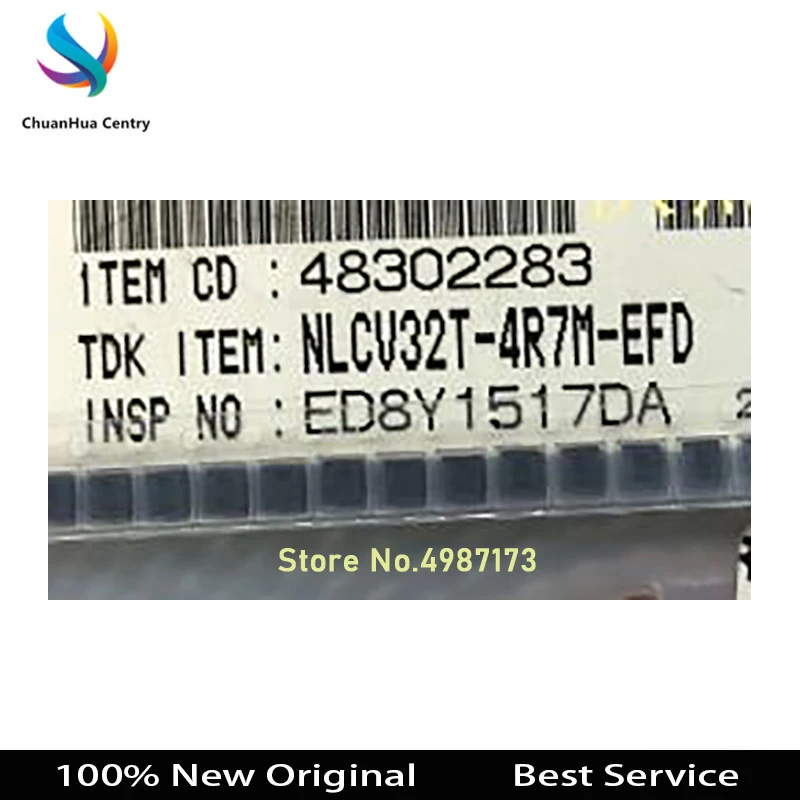 ChuanHua Centry
ITEM CD : 48302283
TDK ITEM: NLCV32T-4R7M-EFD
INSP NO : ED8Y1517DA 2
Store No.4987173
100% New Original Best Service